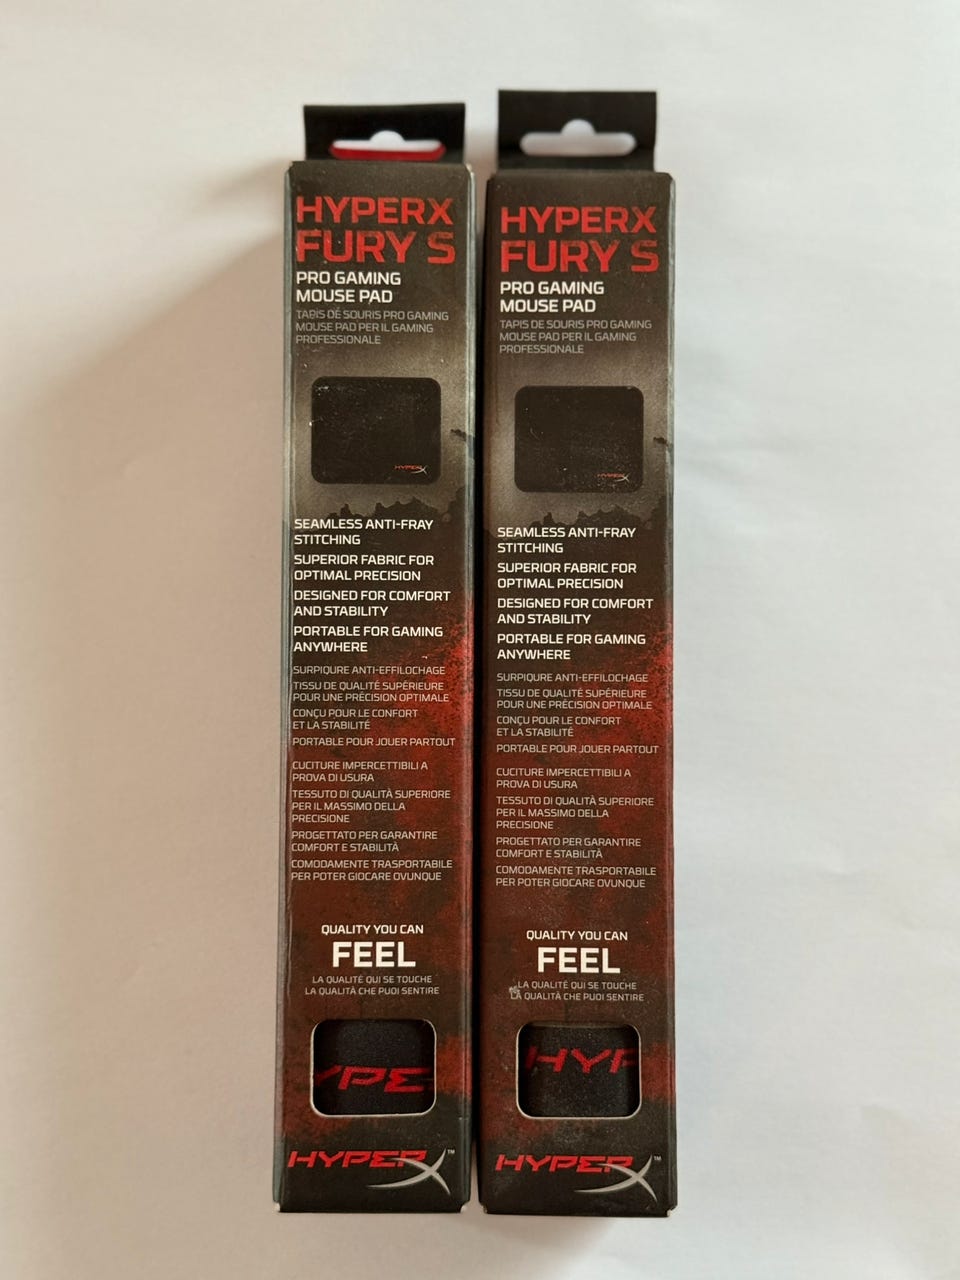 HYPERX
FURY S
PRO GAMING
MOUSE PAD
TAPIS DE SOURIS PRO GAMING
MOUSE PAD PER IL GAMING
PROFESSIONALE
HYPERX
SEAMLESS ANTI-FRAY
STITCHING
SUPERIOR FABRIC FOR
OPTIMAL PRECISION
DESIGNED FOR COMFORT
AND STABILITY
PORTABLE FOR GAMING
ANYWHERE
SURPIQURE ANTI-EFFILOCHAGE
TISSU DE QUALITÉ SUPÉRIEURE
POUR UNE PRÉCISION OPTIMALE
CONÇU POUR LE CONFORT
ET LA STABILITÉ
PORTABLE POUR JOUER PARTOUT
CUCITURE IMPERCETTIBILI A
PROVA DI USURA
TESSUTO DI QUALITÀ SUPERIORE
PER IL MASSIMO DELLA
PRECISIONE
PROGETTATO PER GARANTIRE
COMFORT E STABILITÀ
COMODAMENTE TRASPORTABILE
PER POTER GIOCARE OVUNQUE
QUALITY YOU CAN
FEEL
LA QUALITÉ QUI SE TOUCHE
LA QUALITÀ CHE PUOI SENTIRE
YPE
HYPERX™
HYPERX
FURY S
PRO GAMING
MOUSE PAD
TAPIS DE SOURIS PRO GAMING
MOUSE PAD PER IL GAMING
PROFESSIONALE
HYPERX
SEAMLESS ANTI-FRAY
STITCHING
SUPERIOR FABRIC FOR
OPTIMAL PRECISION
DESIGNED FOR COMFORT
AND STABILITY
PORTABLE FOR GAMING
ANYWHERE
SURPIQURE ANTI-EFFILOCHAGE
TISSU DE QUALITÉ SUPÉRIEURE
POUR UNE PRÉCISION OPTIMALE
CONÇU POUR LE CONFORT
ET LA STABILITÉ
PORTABLE POUR JOUER PARTOUT
CUCITURE IMPERCETTIBILI A
PROVA DI USURA
TESSUTO DI QUALITÀ SUPERIORE
PER IL MASSIMO DELLA
PRECISIONE
PROGETTATO PER GARANTIRE
COMFORT E STABILITÀ
COMODAMENTE TRASPORTABILE
PER POTER GIOCARE OVUNQUE
QUALITY YOU CAN
FEEL
LA QUALITÉ QUI SE TOUCHE
LA QUALITÀ CHE PUOI SENTIRE
HYP
HYPERX™